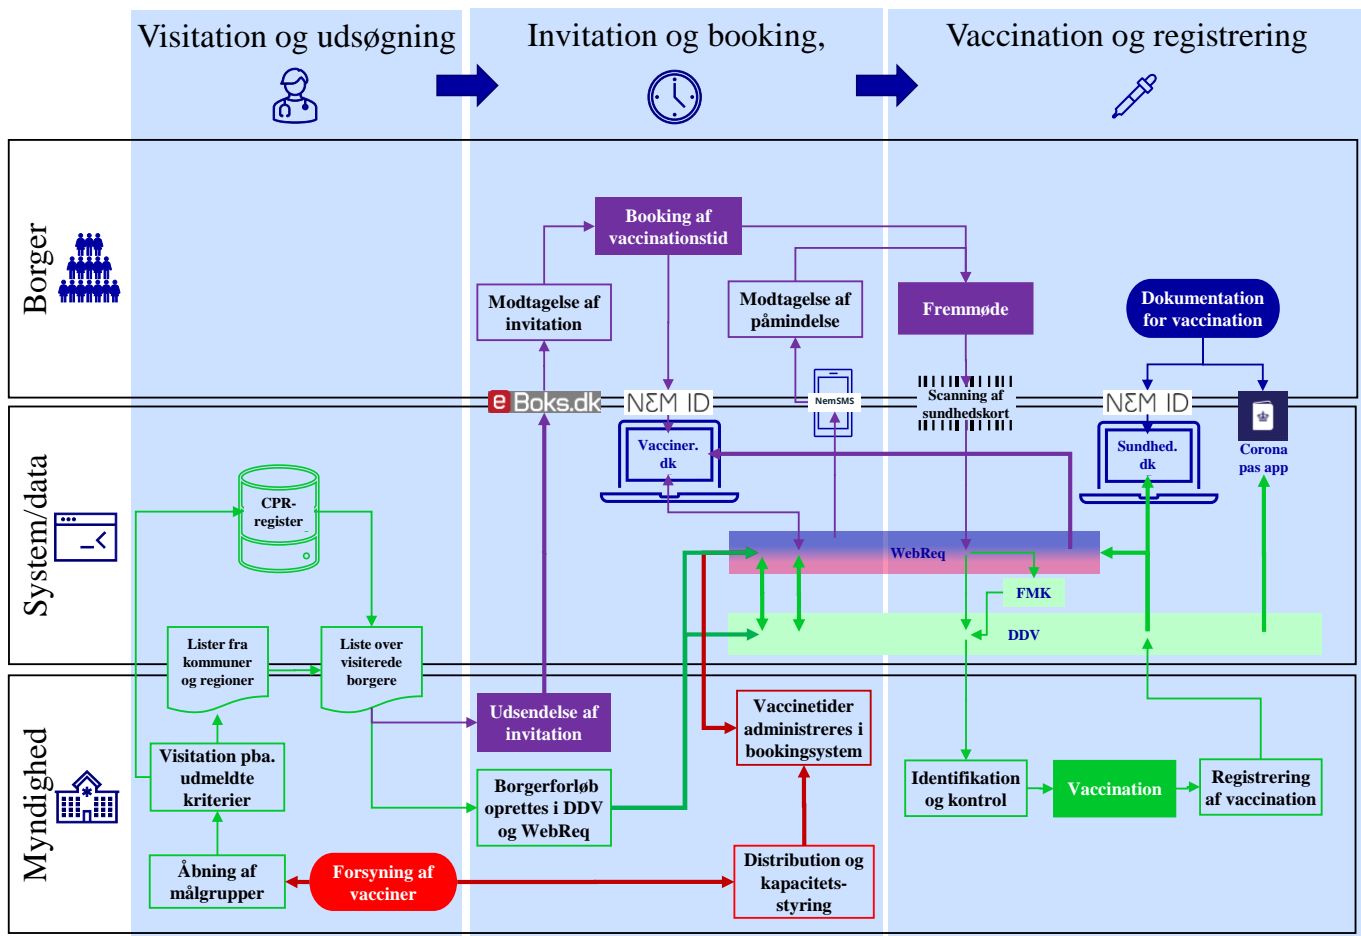 Visitation og udsøgning
Invitation og booking,
Vaccination og registrering
Borger
Booking af
vaccinationstid
Modtagelse af
invitation
Modtagelse af
påmindelse
Fremmøde
Dokumentation
for vaccination
e Boks.dk
NEM ID
NemSMS
Scanning af
sundhedskort
NEM ID
System/data
Vacciner.
dk
Sundhed.
dk
Corona
pas app
CPR-
register
WebReq
FMK
DDV
Lister fra
kommuner
og regioner
Liste over
visiterede
borgere
Myndighed
Udsendelse af
invitation
Vaccinetider
administreres i
bookingsystem
Visitation pba.
udmeldte
kriterier
Borgerforløb
oprettes i DDV
og WebReq
Identifikation
og kontrol
Vaccination
Registrering
af vaccination
Åbning af
målgrupper
Forsyning af
vacciner
Distribution og
kapacitets-
styring